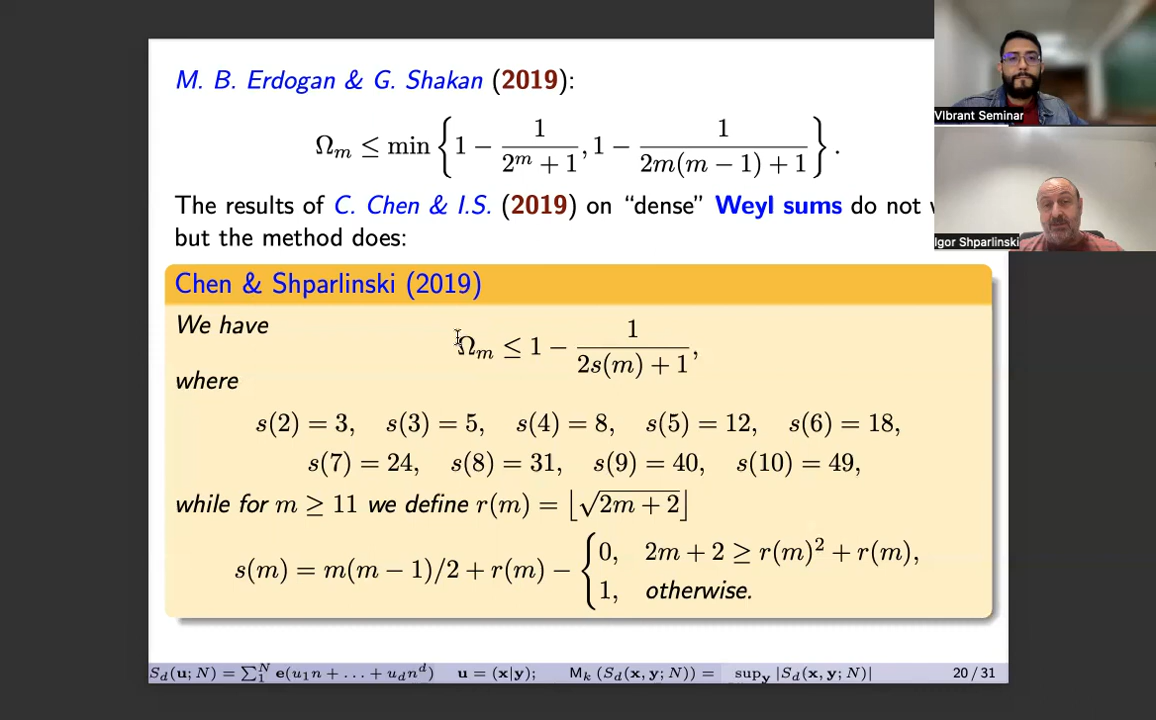 M. B. Erdogan & G. Shakan (2019):
Ω_m ≤ min { 1 − 1/(2^m + 1), 1 − 1/(2m(m − 1) + 1) }.
The results of C. Chen & I.S. (2019) on “dense” Weyl sums do not
but the method does:
Chen & Shparlinski (2019)
We have
Ω_m ≤ 1 − 1/(2s(m) + 1),
where
s(2) = 3, s(3) = 5, s(4) = 8, s(5) = 12, s(6) = 18,
s(7) = 24, s(8) = 31, s(9) = 40, s(10) = 49,
while for m ≥ 11 we define r(m) = ⌊√(2m + 2)⌋
s(m) = m(m − 1)/2 + r(m) − { 0, 2m + 2 ≥ r(m)² + r(m),
1, otherwise.
S_d(u; N) = ∑_1^N e(u_1n + … + u_dn^d) u = (x|y); M_k (S_d(x, y; N)) = sup_y |S_d(x, y; N)| 20 / 31
VIbrant Seminar
Igor Shparlinski